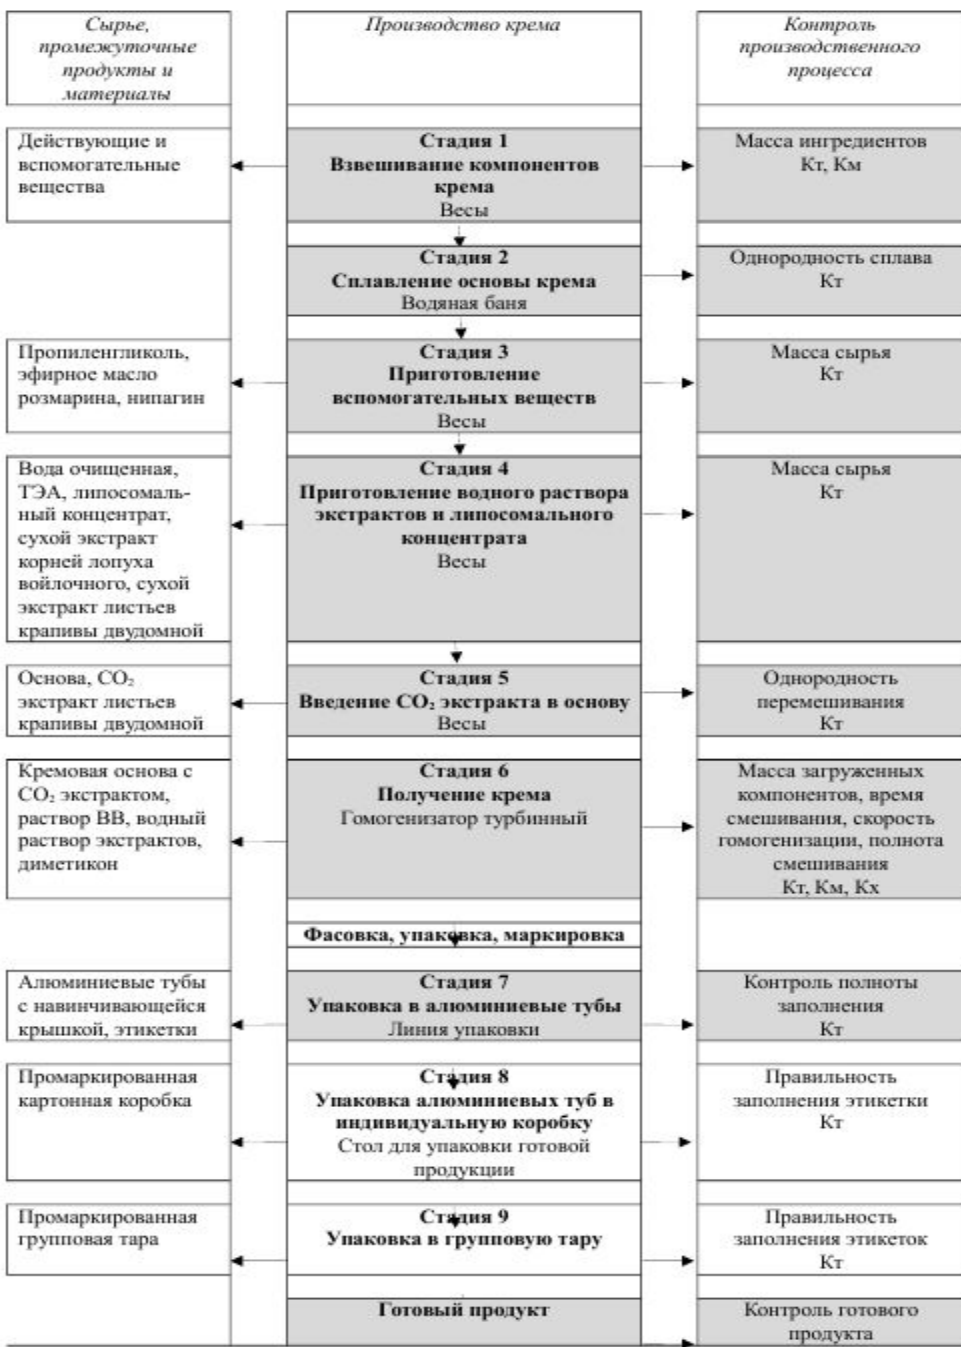 Сырье,
промежуточные
продукты и
материалы
Производство крема
Контроль
производственного
процесса
Действующие и
вспомогательные
вещества
Стадия 1
Взвешивание компонентов
крема
Весы
Масса ингредиентов
Кт, Км
Стадия 2
Сплавление основы крема
Водяная баня
Однородность сплава
Кт
Пропиленгликоль,
эфирное масло
розмарина, нипагин
Стадия 3
Приготовление
вспомогательных веществ
Весы
Масса сырья
Кт
Вода очищенная,
ТЭА, липосомаль-
ный концентрат,
сухой экстракт
корней лопуха
войлочного, сухой
экстракт листьев
крапивы двудомной
Стадия 4
Приготовление водного раствора
экстрактов и липосомального
концентрата
Весы
Масса сырья
Кт
Основа, CO₂
экстракт листьев
крапивы двудомной
Стадия 5
Введение CO₂ экстракта в основу
Весы
Однородность
перемешивания
Кт
Кремовая основа с
CO₂ экстрактом,
раствор ВВ, водный
раствор экстрактов,
диметикон
Стадия 6
Получение крема
Гомогенизатор турбинный
Масса загруженных
компонентов, время
смешивания, скорость
гомогенизации, полнота
смешивания
Кт, Км, Кх
Фасовка, упаковка, маркировка
Алюминиевые тубы
с навинчивающейся
крышкой, этикетки
Стадия 7
Упаковка в алюминиевые тубы
Линия упаковки
Контроль полноты
заполнения
Кт
Промаркированная
картонная коробка
Стадия 8
Упаковка алюминиевых туб в
индивидуальную коробку
Стол для упаковки готовой
продукции
Правильность
заполнения этикетки
Кт
Промаркированная
групповая тара
Стадия 9
Упаковка в групповую тару
Правильность
заполнения этикеток
Кт
Готовый продукт
Контроль готового
продукта